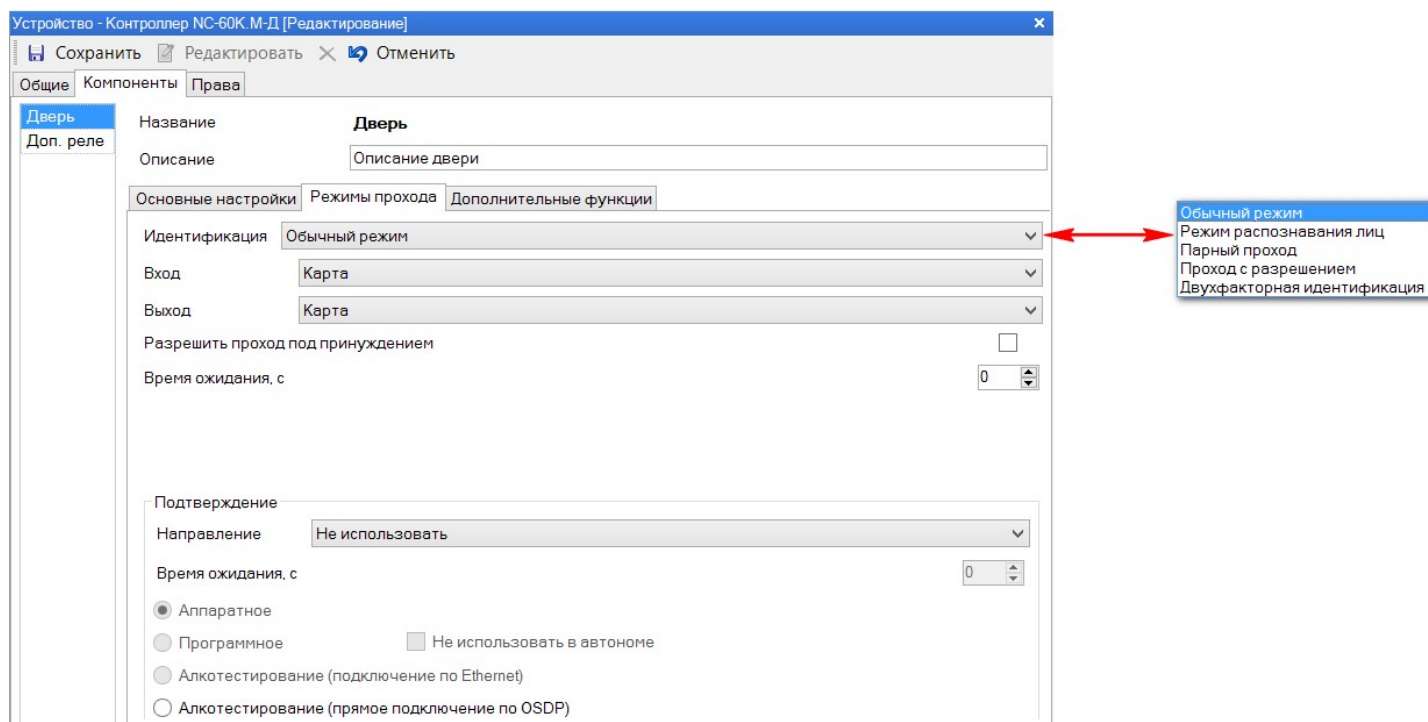 Устройство - Контроллер NC-60K.M-Д [Редактирование]
Сохранить Редактировать Отменить
Общие Компоненты Права
Дверь
Доп. реле
Название Дверь
Описание Описание двери
Основные настройки Режимы прохода Дополнительные функции
Идентификация Обычный режим
Вход Карта
Выход Карта
Разрешить проход под принуждением
Время ожидания, с 0
Подтверждение
Направление Не использовать
Время ожидания, с 0
Аппаратное
Программное Не использовать в автономе
Алкотестирование (подключение по Ethernet)
Алкотестирование (прямое подключение по OSDP)
Обычный режим
Режим распознавания лиц
Парный проход
Проход с разрешением
Двухфакторная идентификация